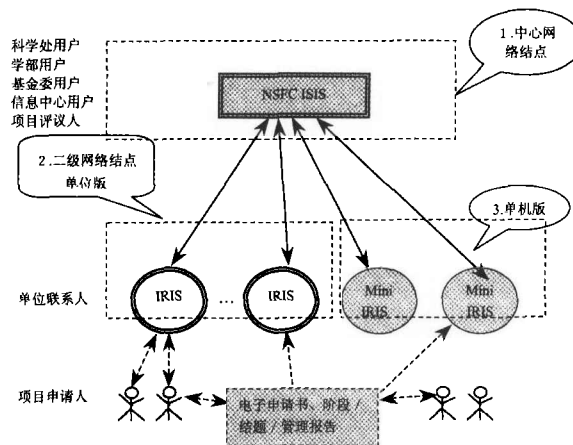 科学处用户
学部用户
基金委用户
信息中心用户
项目评议人
1.中心网
络结点
NSFC ISIS
2.二级网络结点
单位版
3.单机版
单位联系人
IRIS
...
IRIS
Mini
IRIS
Mini
IRIS
项目申请人
电子申请书、阶段/
结题/管理报告